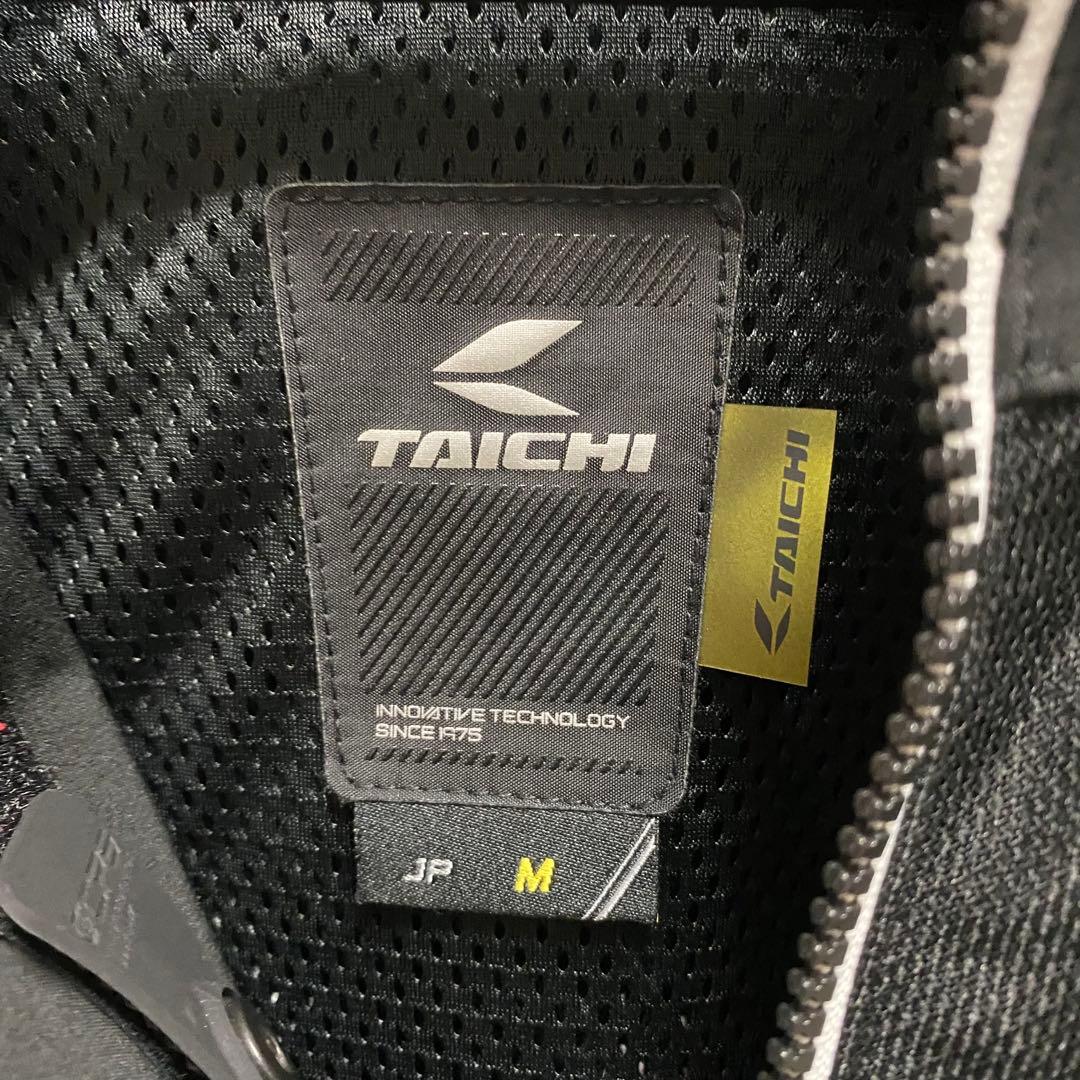 TAICHI
TAICHI
INNOVATIVE TECHNOLOGY
SINCE 1975
JP M